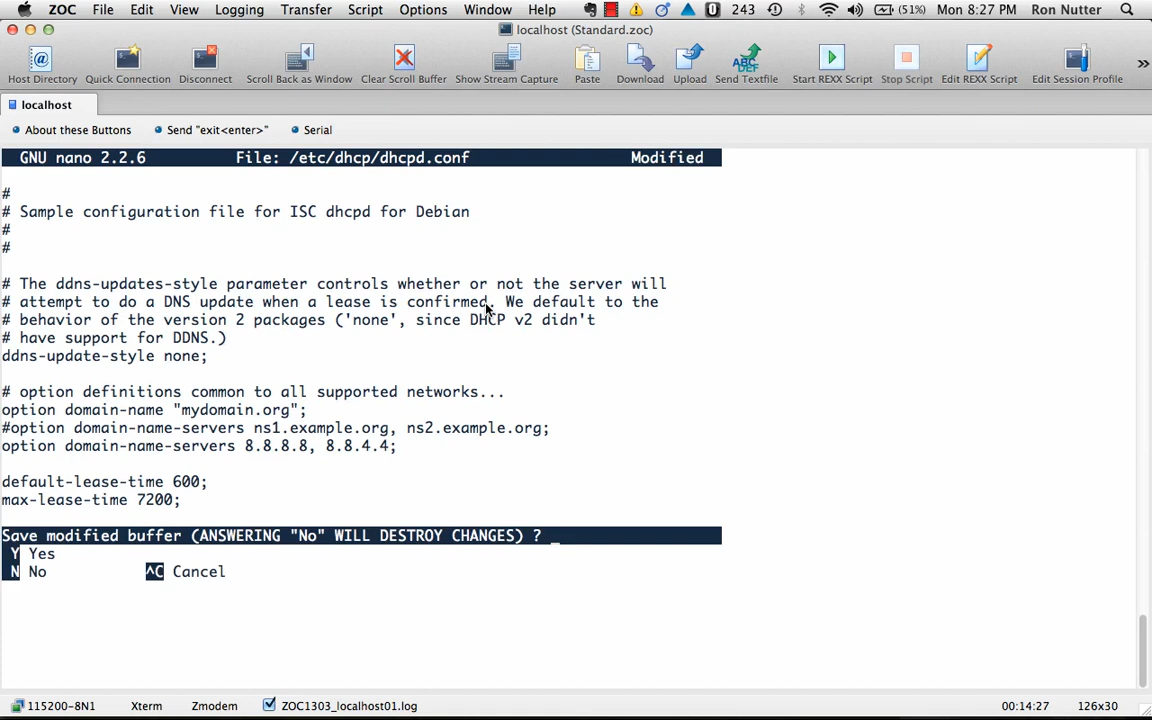 ZOC File Edit View Logging Transfer Script Options Window Help 243 (51%) Mon 8:27 PM Ron Nutter
localhost (Standard.zoc)
Host Directory Quick Connection Disconnect Scroll Back as Window Clear Scroll Buffer Show Stream Capture Paste Download Upload Send Textfile Start REXX Script Stop Script Edit REXX Script Edit Session Profile
localhost
About these Buttons Send "exit<enter>" Serial
GNU nano 2.2.6 File: /etc/dhcp/dhcpd.conf Modified
#
# Sample configuration file for ISC dhcpd for Debian
#
#
# The ddns-updates-style parameter controls whether or not the server will
# attempt to do a DNS update when a lease is confirmed. We default to the
# behavior of the version 2 packages ('none', since DHCP v2 didn't
# have support for DDNS.)
ddns-update-style none;
# option definitions common to all supported networks...
option domain-name "mydomain.org";
#option domain-name-servers ns1.example.org, ns2.example.org;
option domain-name-servers 8.8.8.8, 8.8.4.4;
default-lease-time 600;
max-lease-time 7200;
Save modified buffer (ANSWERING "No" WILL DESTROY CHANGES) ? _
Y Yes
N No ^C Cancel
115200-8N1 Xterm Zmodem ZOC1303_localhost01.log 00:14:27 126x30